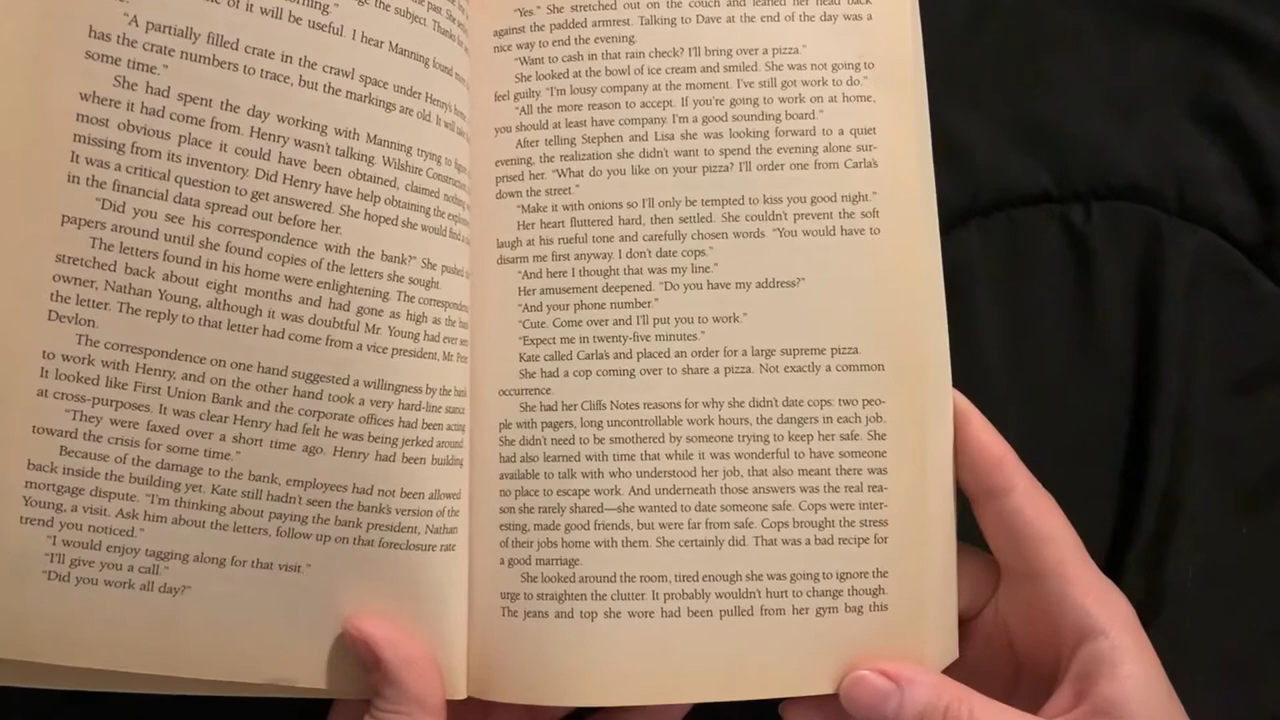 of it will be useful. I hear Manning found
"A partially filled crate in the crawl space under Henry's home.
has the crate numbers to trace, but the markings are old. It will take
some time."
She had spent the day working with Manning trying to figure
where it had come from. Henry wasn't talking. Wilshire Construction,
most obvious place it could have been obtained, claimed nothing
missing from its inventory. Did Henry have help obtaining the
It was a critical question to get answered. She hoped she would find
in the financial data spread out before her.
"Did you see his correspondence with the bank?" She pushed
papers around until she found copies of the letters she sought.
The letters found in his home were enlightening. The
stretched back about eight months and had gone as high as the
owner, Nathan Young, although it was doubtful Mr. Young had ever seen
the letter. The reply to that letter had come from a vice president, Mr.
Devlon.
The correspondence on one hand suggested a willingness by the bank
to work with Henry, and on the other hand took a very hard-line stance.
It looked like First Union Bank and the corporate offices had been acting
at cross-purposes. It was clear Henry had felt he was being jerked around.
"They were faxed over a short time ago. Henry had been building
toward the crisis for some time."
Because of the damage to the bank, employees had not been allowed
back inside the building yet. Kate still hadn't seen the bank's version of the
mortgage dispute. "I'm thinking about paying the bank president, Nathan
Young, a visit. Ask him about the letters, follow up on that foreclosure rate
trend you noticed."
"I would enjoy tagging along for that visit."
"I'll give you a call."
"Did you work all day?"
"Yes." She stretched out on the couch and leaned her head back
against the padded armrest. Talking to Dave at the end of the day was a
nice way to end the evening.
"Want to cash in that rain check? I'll bring over a pizza."
She looked at the bowl of ice cream and smiled. She was not going to
feel guilty. "I'm lousy company at the moment. I've still got work to do."
"All the more reason to accept. If you're going to work on at home,
you should at least have company. I'm a good sounding board."
After telling Stephen and Lisa she was looking forward to a quiet
evening, the realization she didn't want to spend the evening alone sur-
prised her. "What do you like on your pizza? I'll order one from Carla's
down the street."
"Make it with onions so I'll only be tempted to kiss you good night."
Her heart fluttered hard, then settled. She couldn't prevent the soft
laugh at his rueful tone and carefully chosen words. "You would have to
disarm me first anyway. I don't date cops."
"And here I thought that was my line."
Her amusement deepened. "Do you have my address?"
"And your phone number."
"Cute. Come over and I'll put you to work."
"Expect me in twenty-five minutes."
Kate called Carla's and placed an order for a large supreme pizza.
She had a cop coming over to share a pizza. Not exactly a common
occurrence.
She had her Cliffs Notes reasons for why she didn't date cops: two peo-
ple with pagers, long uncontrollable work hours, the dangers in each job.
She didn't need to be smothered by someone trying to keep her safe. She
had also learned with time that while it was wonderful to have someone
available to talk with who understood her job, that also meant there was
no place to escape work. And underneath those answers was the real rea-
son she rarely shared—she wanted to date someone safe. Cops were inter-
esting, made good friends, but were far from safe. Cops brought the stress
of their jobs home with them. She certainly did. That was a bad recipe for
a good marriage.
She looked around the room, tired enough she was going to ignore the
urge to straighten the clutter. It probably wouldn't hurt to change though.
The jeans and top she wore had been pulled from her gym bag this